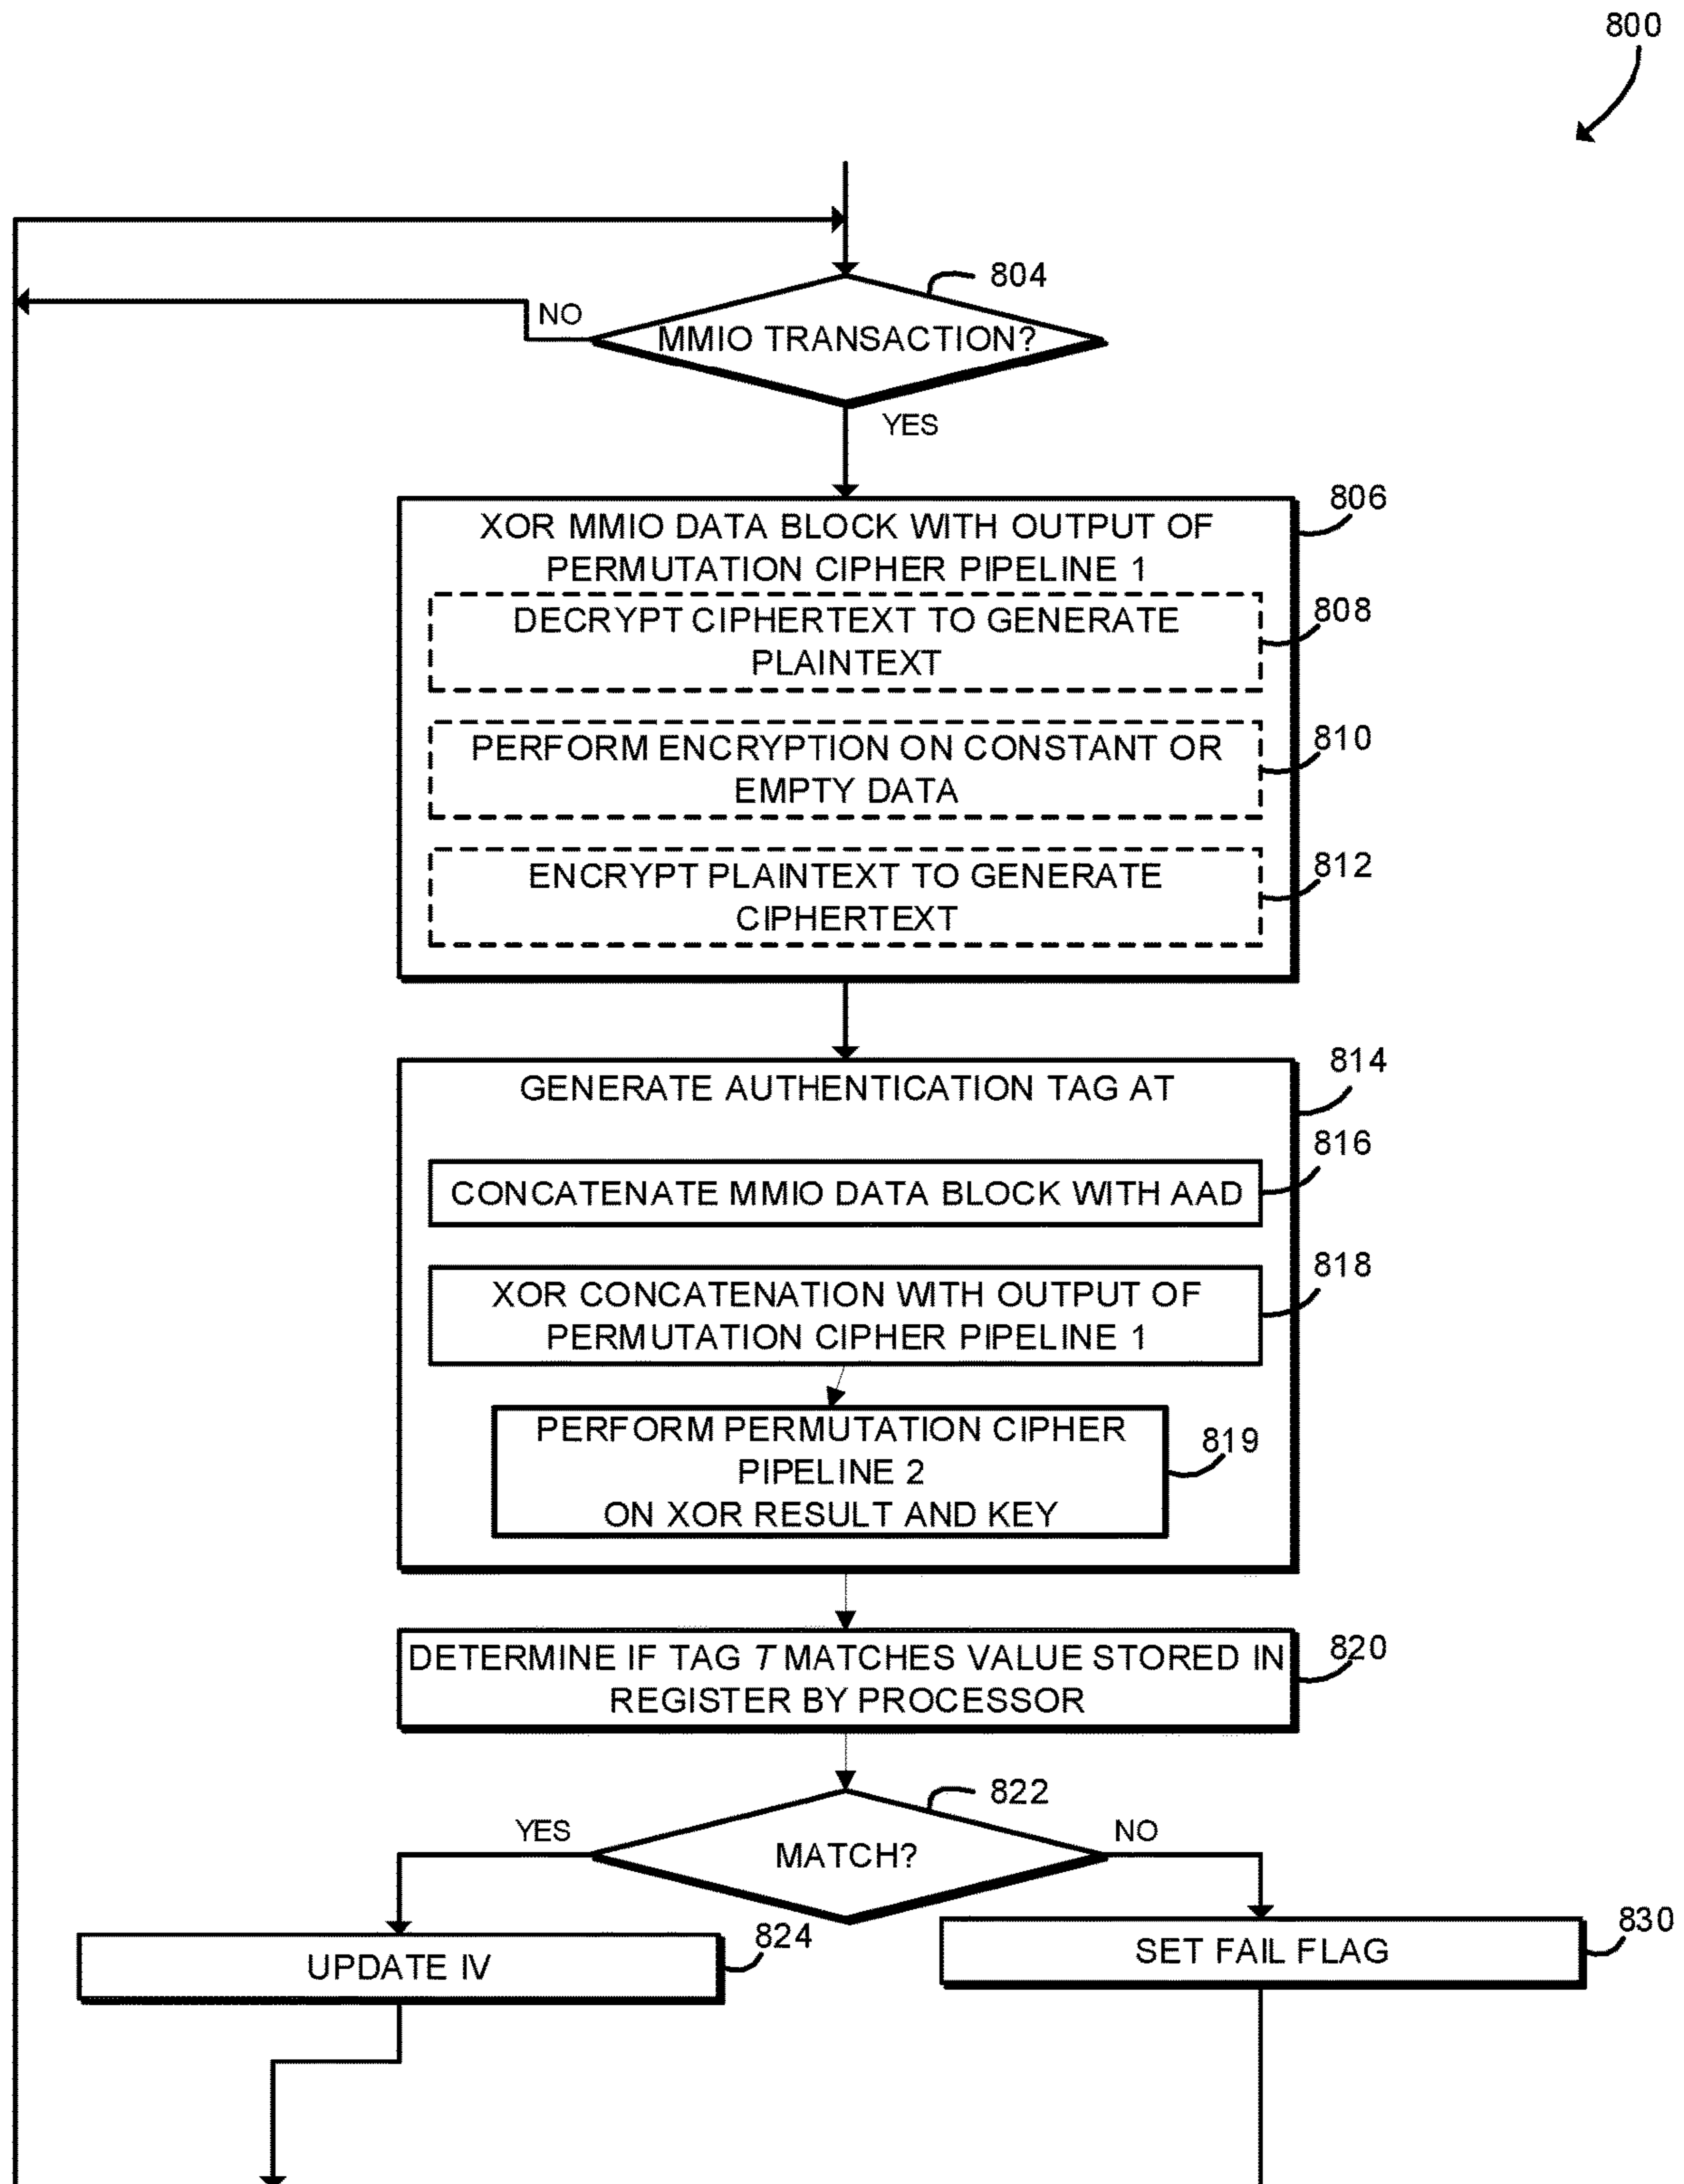 800
804
NO
MMIO TRANSACTION?
YES
806
XOR MMIO DATA BLOCK WITH OUTPUT OF
PERMUTATION CIPHER PIPELINE 1
808
DECRYPT CIPHERTEXT TO GENERATE
PLAINTEXT
810
PERFORM ENCRYPTION ON CONSTANT OR
EMPTY DATA
812
ENCRYPT PLAINTEXT TO GENERATE
CIPHERTEXT
814
GENERATE AUTHENTICATION TAG AT
816
CONCATENATE MMIO DATA BLOCK WITH AAD
818
XOR CONCATENATION WITH OUTPUT OF
PERMUTATION CIPHER PIPELINE 1
819
PERFORM PERMUTATION CIPHER
PIPELINE 2
ON XOR RESULT AND KEY
820
DETERMINE IF TAG T MATCHES VALUE STORED IN
REGISTER BY PROCESSOR
822
YES
NO
MATCH?
824
UPDATE IV
830
SET FAIL FLAG